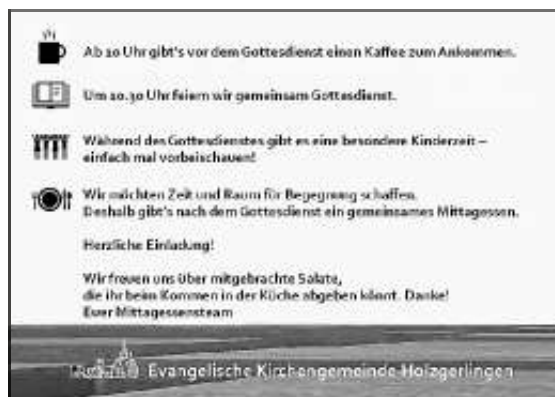 Ab 10 Uhr gibt's vor dem Gottesdienst einen Kaffee zum Ankommen.
Um 10.30 Uhr feiern wir gemeinsam Gottesdienst.
Während des Gottesdienstes gibt es eine besondere Kinderzeit –
einfach mal vorbeischauen!
Wir möchten Zeit und Raum für Begegnung schaffen.
Deshalb gibt's nach dem Gottesdienst ein gemeinsames Mittagessen.
Herzliche Einladung!
Wir freuen uns über mitgebrachte Salate,
die ihr beim Kommen in der Küche abgeben könnt. Danke!
Euer Mittagessensteam
Evangelische Kirchengemeinde Holzgerlingen